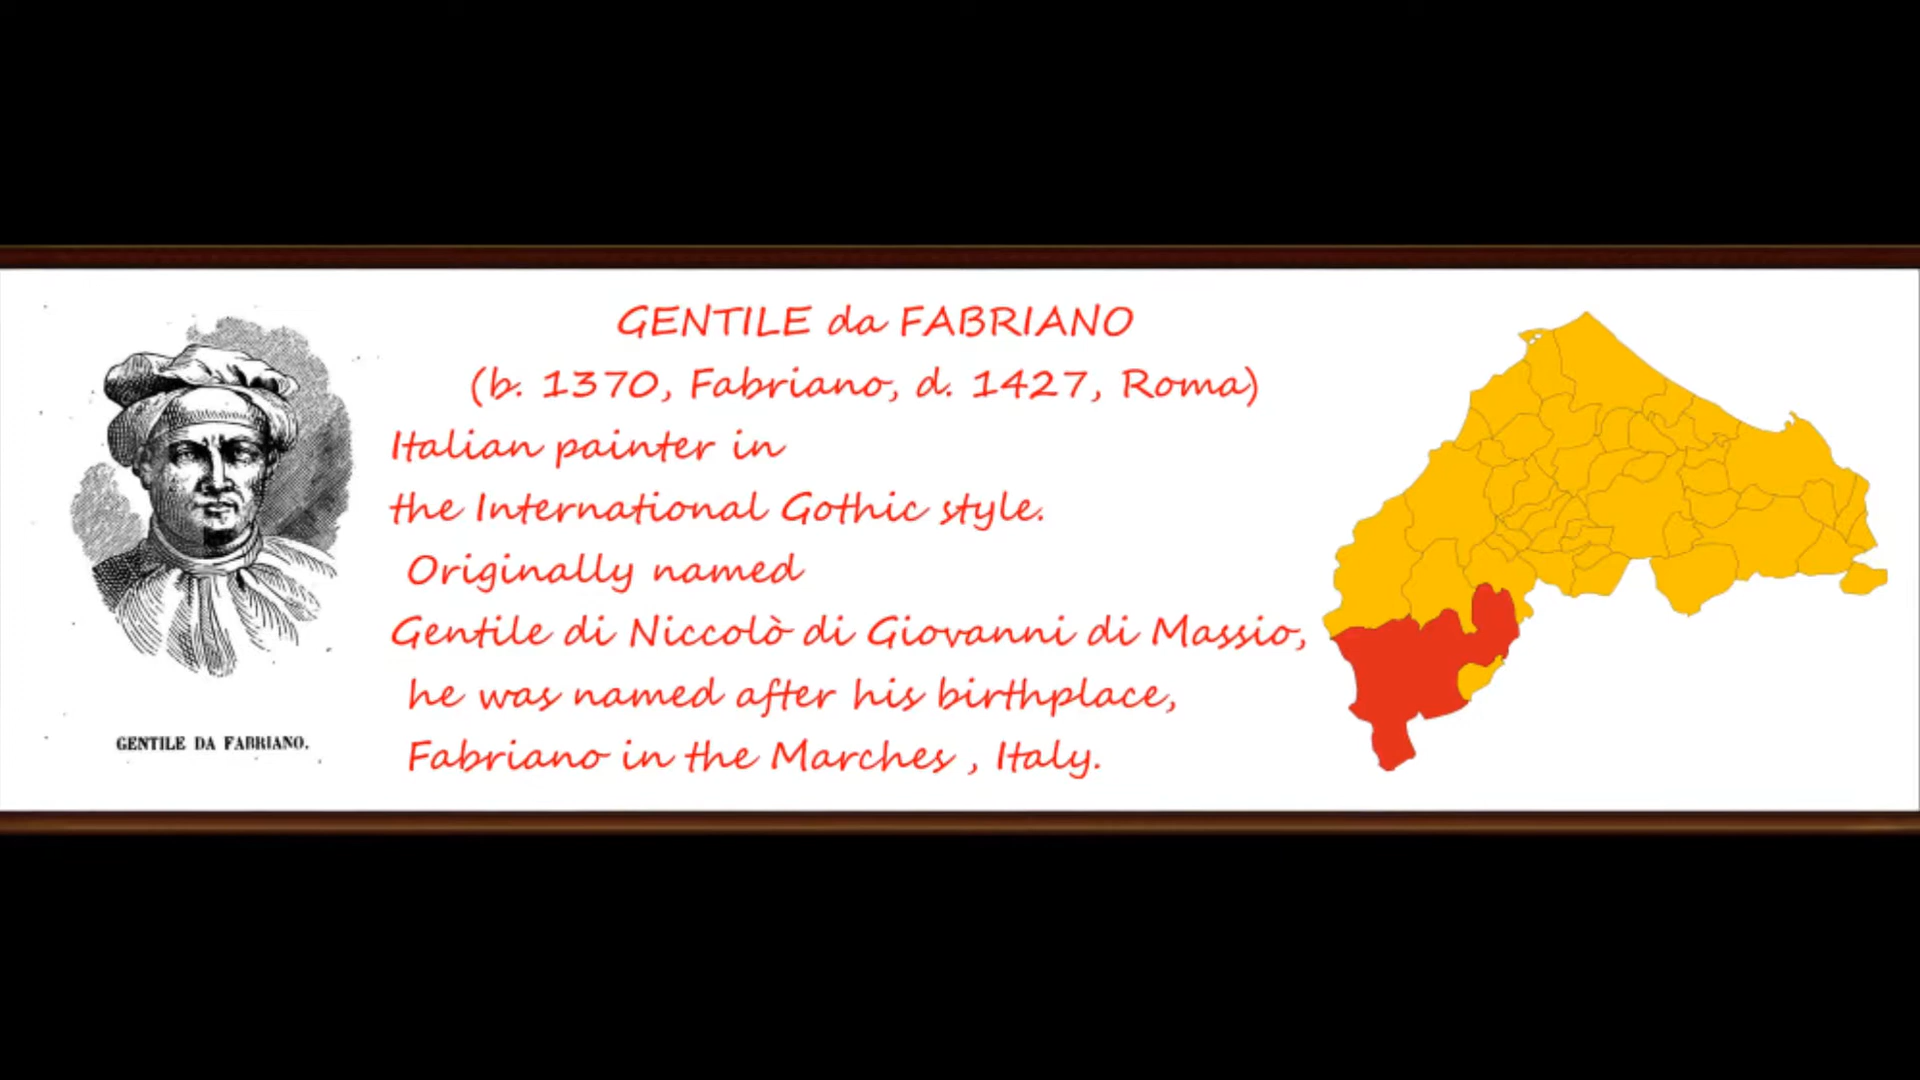 GENTILE da FABRIANO
(b. 1370, Fabriano, d. 1427, Roma)
Italian painter in
the International Gothic style.
Originally named
Gentile di Niccolò di Giovanni di Massio,
he was named after his birthplace,
Fabriano in the Marches , Italy.
GENTILE DA FABRIANO.